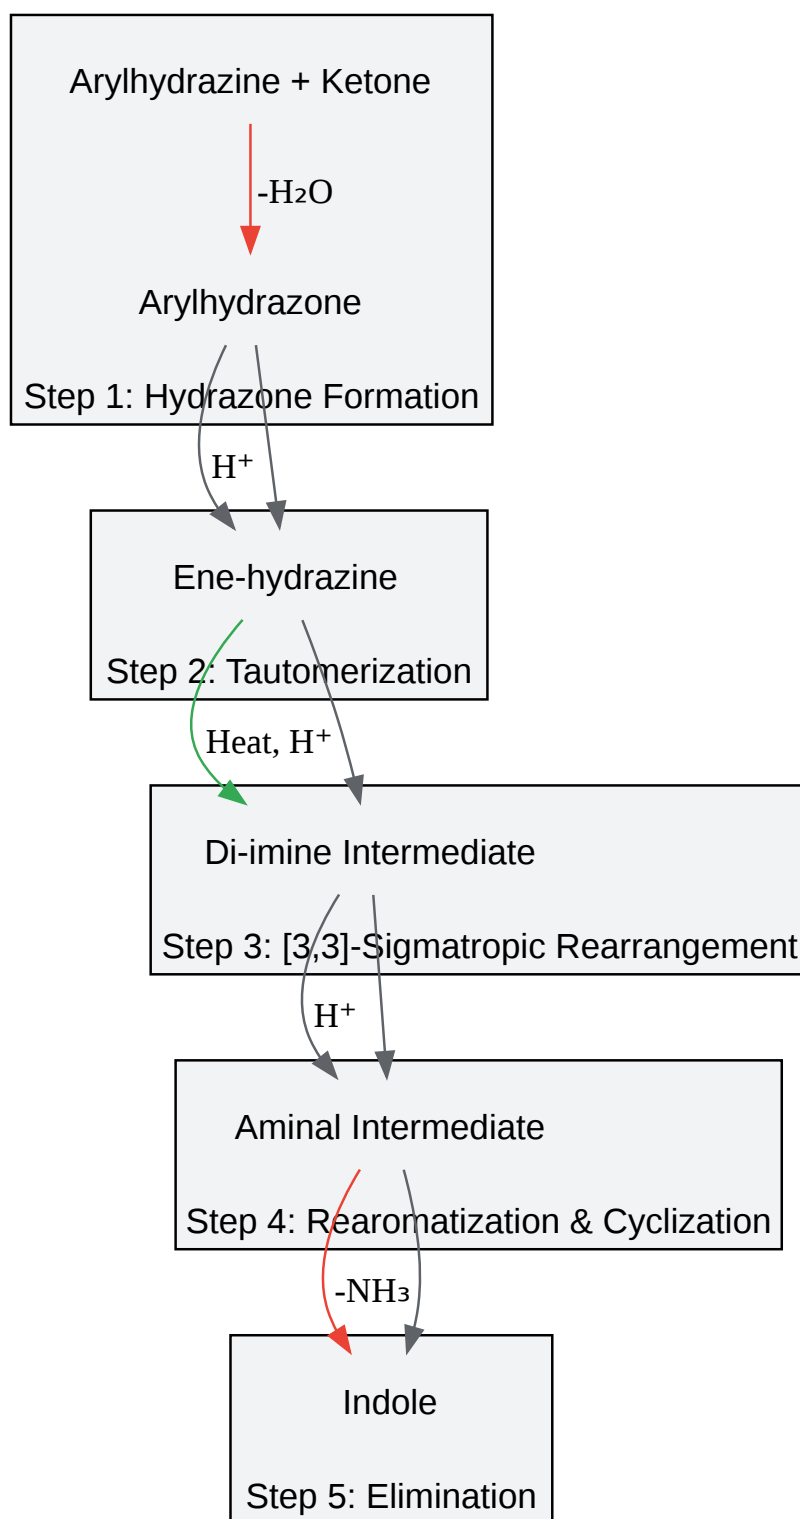 Arylhydrazine + Ketone
-H₂O
Arylhydrazone
Step 1: Hydrazone Formation
H⁺
Ene-hydrazine
Step 2: Tautomerization
Heat, H⁺
Di-imine Intermediate
Step 3: [3,3]-Sigmatropic Rearrangement
H⁺
Aminal Intermediate
Step 4: Rearomatization & Cyclization
-NH₃
Indole
Step 5: Elimination